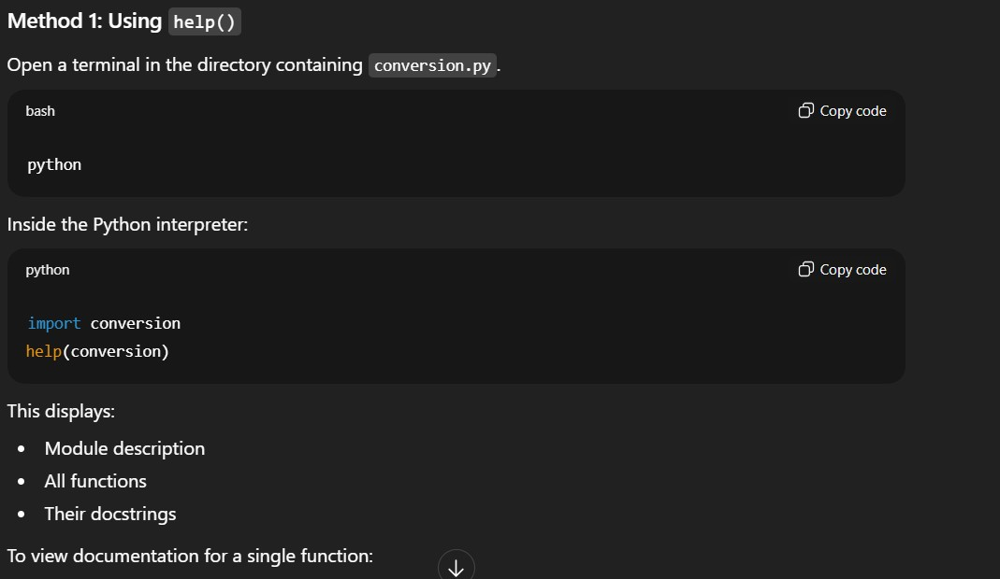 Method 1: Using help()
Open a terminal in the directory containing conversion.py.
bash
Copy code
python
Inside the Python interpreter:
python
Copy code
import conversion
help(conversion)
This displays:
• Module description
• All functions
• Their docstrings
To view documentation for a single function: